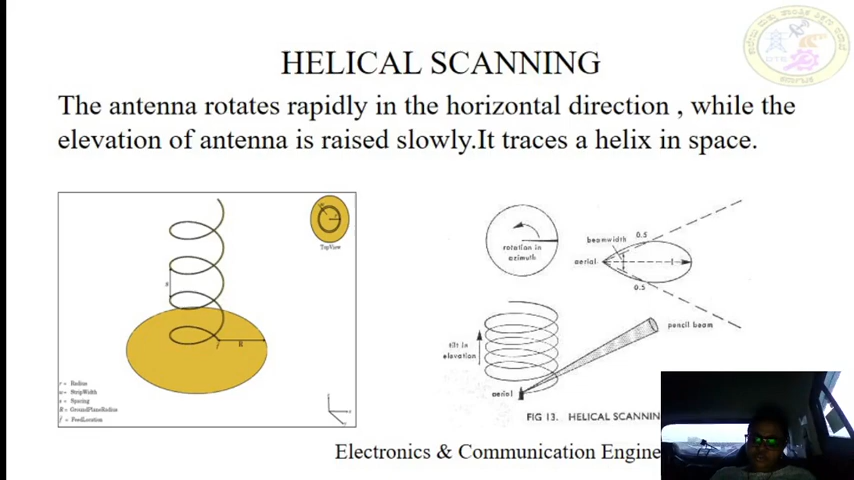 HELICAL SCANNING
The antenna rotates rapidly in the horizontal direction , while the
elevation of antenna is raised slowly.It traces a helix in space.
TopView
s
R
f
r = Radius
w = StripWidth
s = Spacing
R = GroundPlaneRadius
f = FeedLocation
rotation in
azimuth
beamwidth
0.5
aerial
1
0.5
tilt in
elevation
pencil beam
aerial
FIG 13. HELICAL SCANNIN
Electronics & Communication Engine